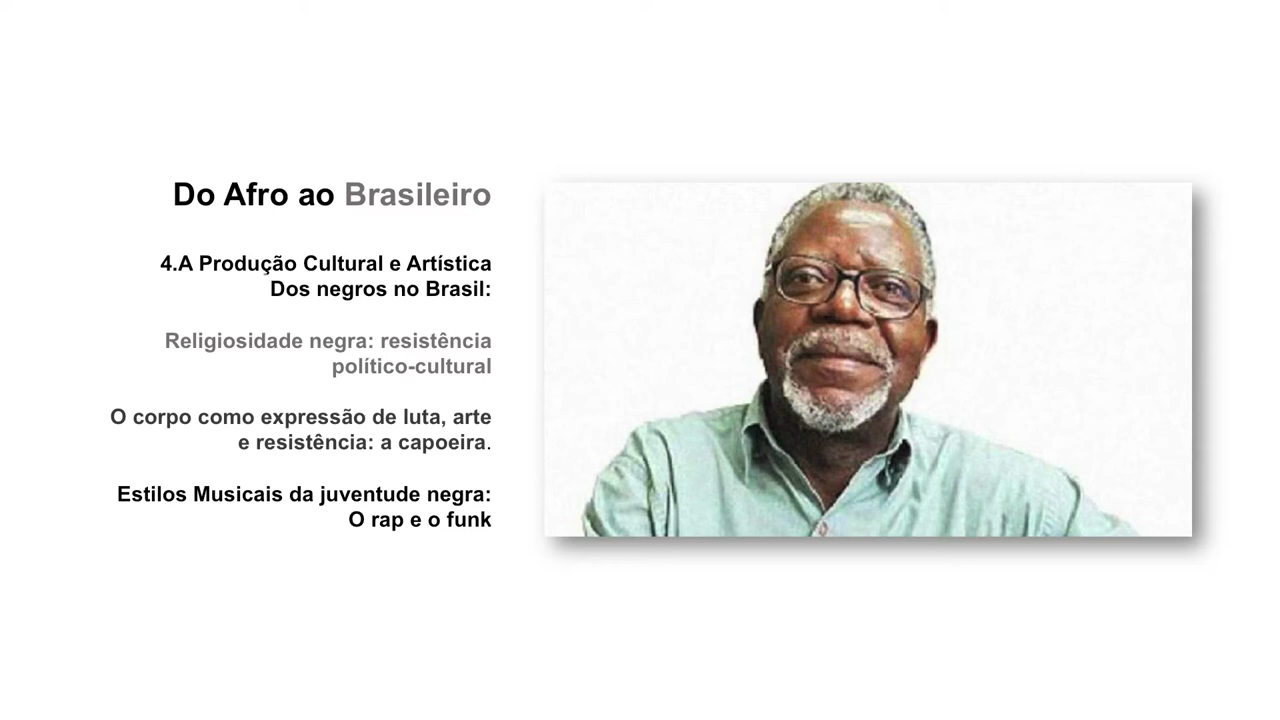 Do Afro ao Brasileiro
4.A Produção Cultural e Artística
Dos negros no Brasil:
Religiosidade negra: resistência
político-cultural
O corpo como expressão de luta, arte
e resistência: a capoeira.
Estilos Musicais da juventude negra:
O rap e o funk